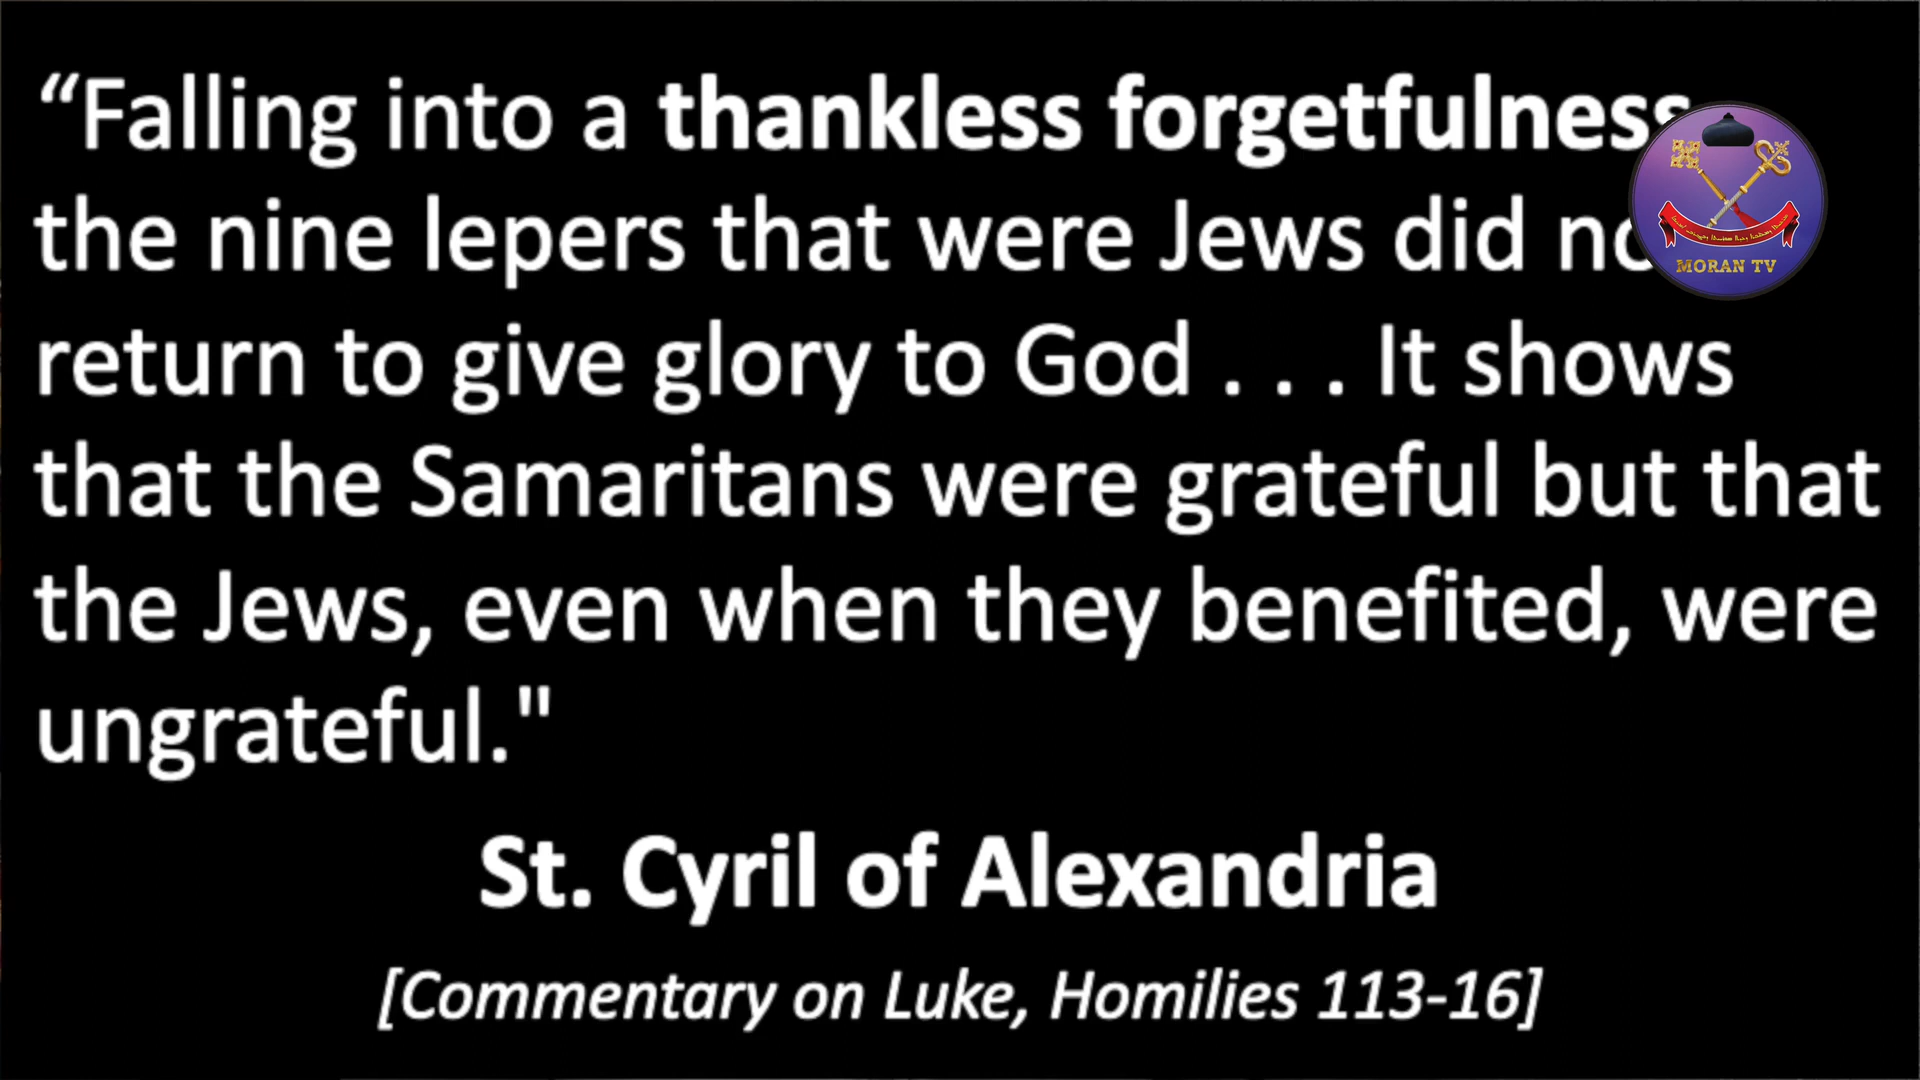 “Falling into a thankless forgetfulness
the nine lepers that were Jews did
return to give glory to God . . . It shows
that the Samaritans were grateful but that
the Jews, even when they benefited, were
ungrateful."
St. Cyril of Alexandria
[Commentary on Luke, Homilies 113-16]
MORAN TV